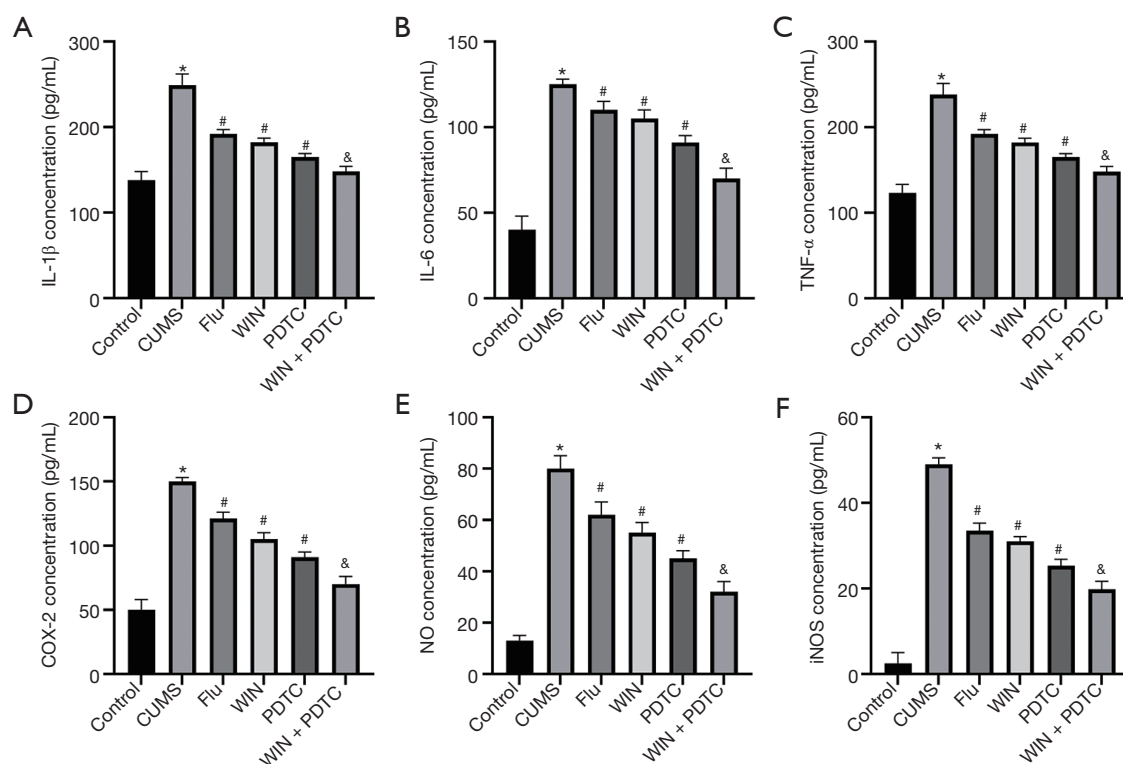 A
IL-1β concentration (pg/mL)
300
200
100
0
*
#
#
#
&
Control
CUMS
Flu
WIN
PDTC
WIN + PDTC
B
IL-6 concentration (pg/mL)
150
100
50
0
*
#
#
#
&
Control
CUMS
Flu
WIN
PDTC
WIN + PDTC
C
TNF-α concentration (pg/mL)
300
200
100
0
*
#
#
#
&
Control
CUMS
Flu
WIN
PDTC
WIN + PDTC
D
COX-2 concentration (pg/mL)
200
150
100
50
0
*
#
#
#
&
Control
CUMS
Flu
WIN
PDTC
WIN + PDTC
E
NO concentration (pg/mL)
100
80
60
40
20
0
*
#
#
#
&
Control
CUMS
Flu
WIN
PDTC
WIN + PDTC
F
iNOS concentration (pg/mL)
60
40
20
0
*
#
#
#
&
Control
CUMS
Flu
WIN
PDTC
WIN + PDTC